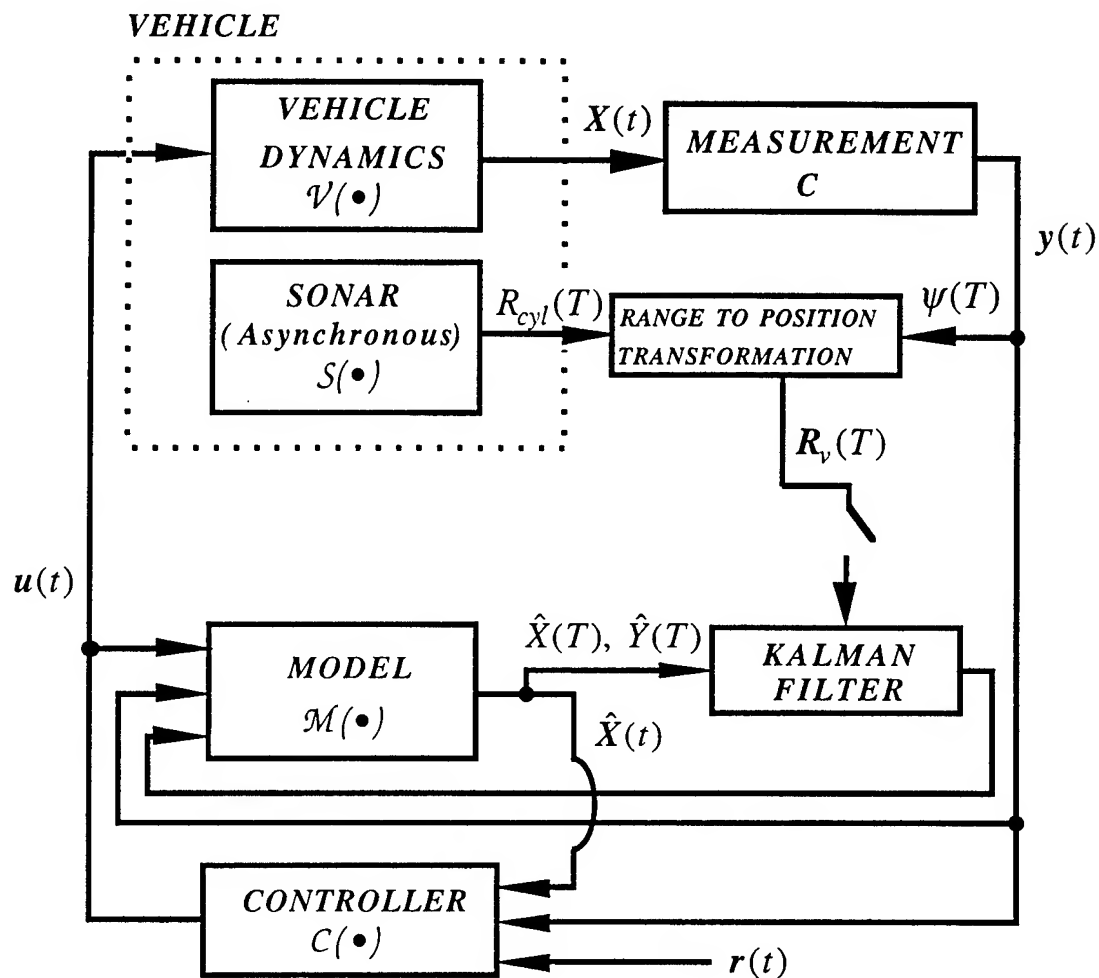 VEHICLE
VEHICLE
DYNAMICS
𝒱(•)
X(t)
MEASUREMENT
C
y(t)
SONAR
(Asynchronous)
S(•)
R_cyl(T)
RANGE TO POSITION
TRANSFORMATION
ψ(T)
R_v(T)
u(t)
MODEL
ℳ(•)
X̂(T), Ŷ(T)
KALMAN
FILTER
X̂(t)
CONTROLLER
C(•)
r(t)